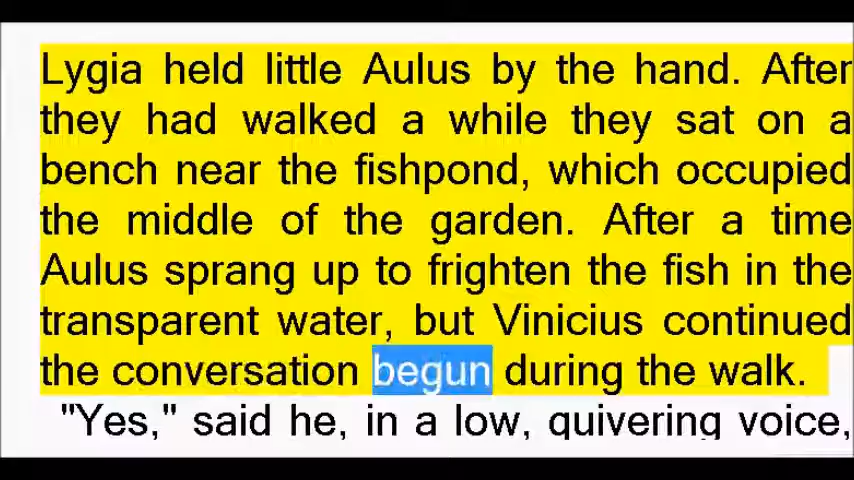 Lygia held little Aulus by the hand. After
they had walked a while they sat on a
bench near the fishpond, which occupied
the middle of the garden. After a time
Aulus sprang up to frighten the fish in the
transparent water, but Vinicius continued
the conversation begun during the walk.
"Yes," said he, in a low, quivering voice,